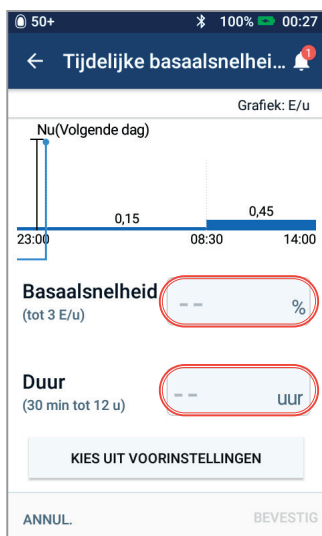 50+ 100% 00:27
Tijdelijke basaalsnelhei... 1
Grafiek: E/u
Nu(Volgende dag)
0,15 0,45
23:00 08:30 14:00
Basaalsnelheid -- %
(tot 3 E/u)
Duur -- uur
(30 min tot 12 u)
KIES UIT VOORINSTELLINGEN
ANNUL. BEVESTIG